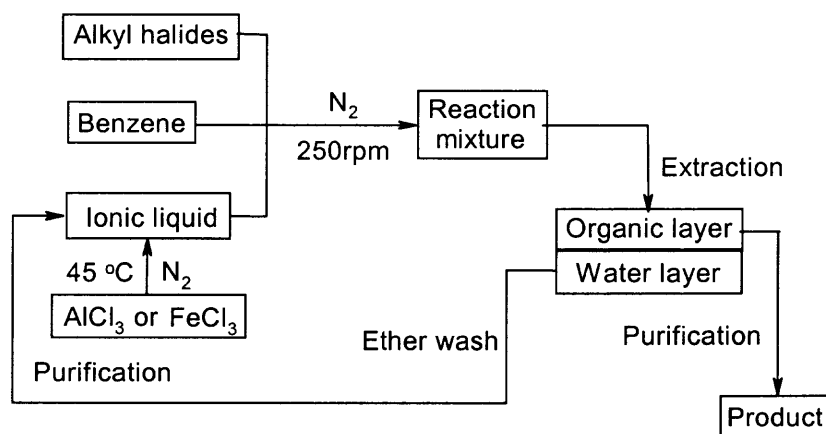 Alkyl halides
Benzene
N₂
250rpm
Reaction
mixture
Extraction
Ionic liquid
Organic layer
Water layer
45 °C N₂
AlCl₃ or FeCl₃
Ether wash
Purification
Purification
Product